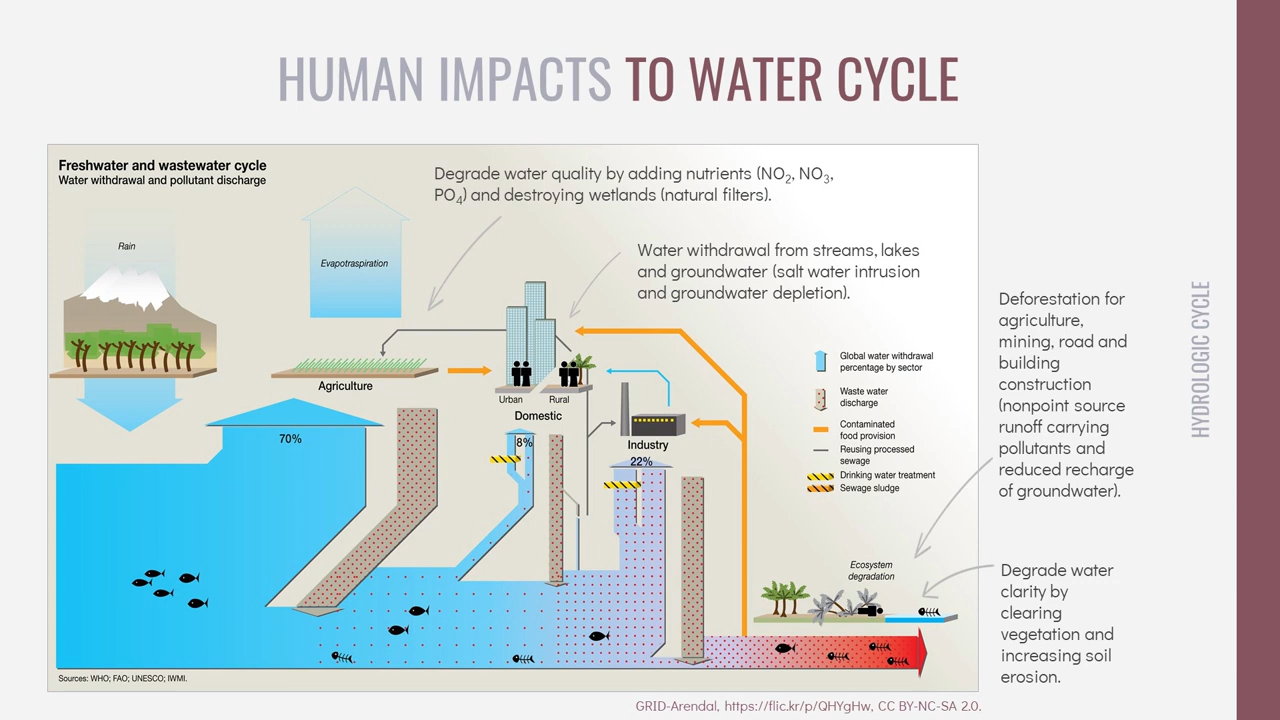 HUMAN IMPACTS TO WATER CYCLE
Freshwater and wastewater cycle
Water withdrawal and pollutant discharge
Degrade water quality by adding nutrients (NO2, NO3,
PO4) and destroying wetlands (natural filters).
Rain
Evapotraspiration
Water withdrawal from streams, lakes
and groundwater (salt water intrusion
and groundwater depletion).
Agriculture
Urban
Rural
Domestic
Industry
70%
8%
22%
Global water withdrawal
percentage by sector
Waste water
discharge
Contaminated
food provision
Reusing processed
sewage
Drinking water treatment
Sewage sludge
Ecosystem
degradation
Sources: WHO; FAO; UNESCO; IWMI.
Deforestation for
agriculture,
mining, road and
building
construction
(nonpoint source
runoff carrying
pollutants and
reduced recharge
of groundwater).
Degrade water
clarity by
clearing
vegetation and
increasing soil
erosion.
HYDROLOGIC CYCLE
GRID-Arendal, https://flic.kr/p/QHYgHw, CC BY-NC-SA 2.0.